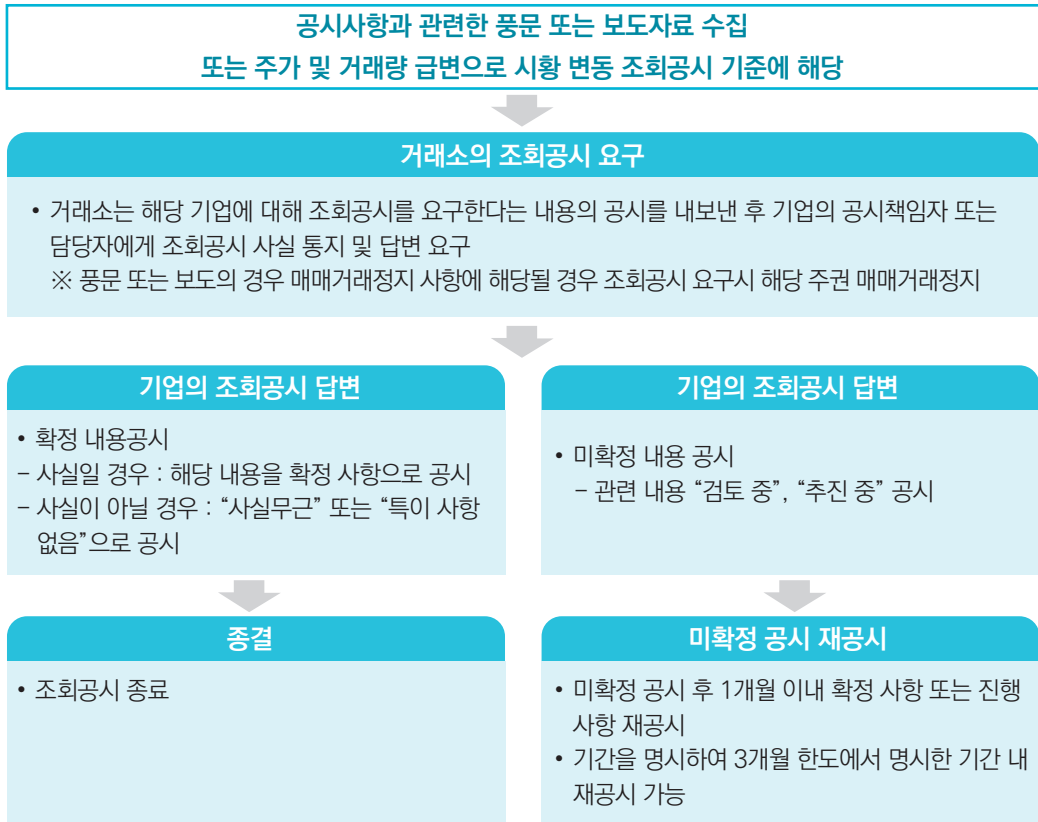 공시사항과 관련한 풍문 또는 보도자료 수집
또는 주가 및 거래량 급변으로 시황 변동 조회공시 기준에 해당
거래소의 조회공시 요구
• 거래소는 해당 기업에 대해 조회공시를 요구한다는 내용의 공시를 내보낸 후 기업의 공시책임자 또는
담당자에게 조회공시 사실 통지 및 답변 요구
※ 풍문 또는 보도의 경우 매매거래정지 사항에 해당될 경우 조회공시 요구시 해당 주권 매매거래정지
기업의 조회공시 답변
• 확정 내용공시
– 사실일 경우 : 해당 내용을 확정 사항으로 공시
– 사실이 아닐 경우 : “사실무근” 또는 “특이 사항
없음”으로 공시
기업의 조회공시 답변
• 미확정 내용 공시
– 관련 내용 “검토 중”, “추진 중” 공시
종결
• 조회공시 종료
미확정 공시 재공시
• 미확정 공시 후 1개월 이내 확정 사항 또는 진행
사항 재공시
• 기간을 명시하여 3개월 한도에서 명시한 기간 내
재공시 가능